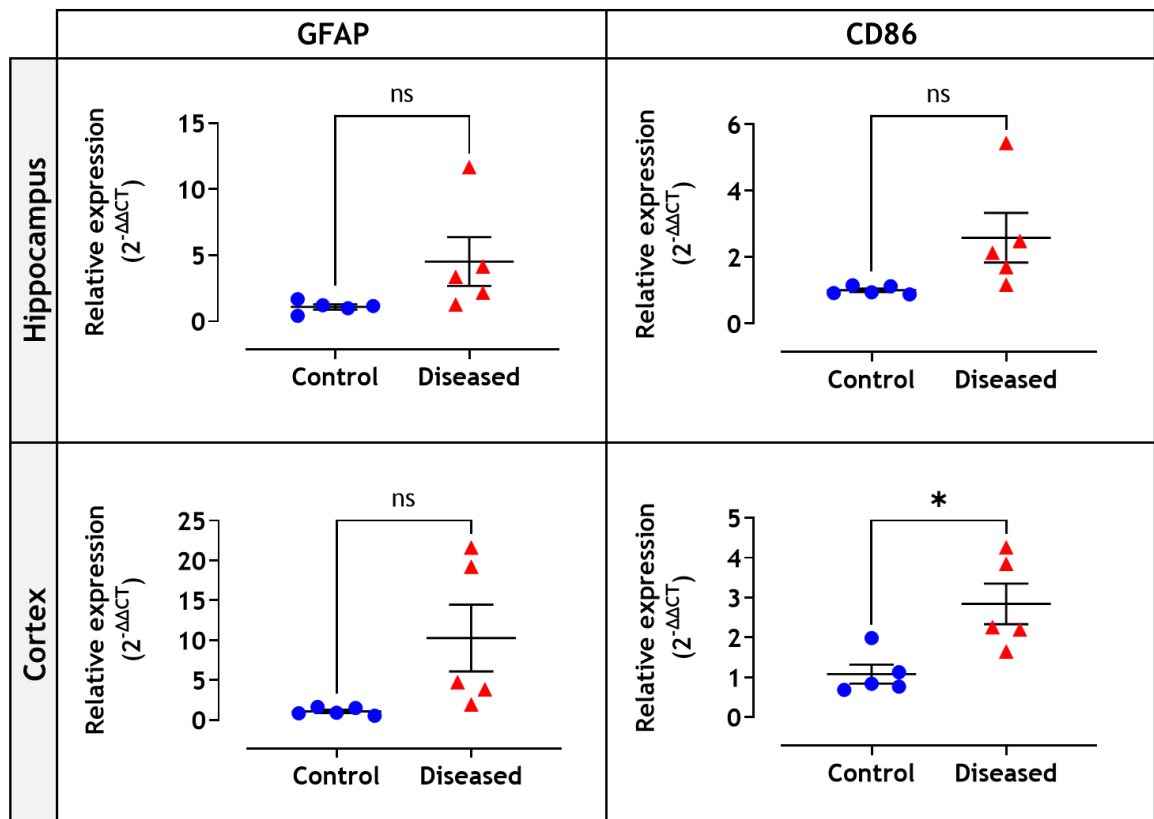 GFAP
CD86
Hippocampus
Relative expression
(2^-ΔΔCT)
15
10
5
0
ns
Control
Diseased
Relative expression
(2^-ΔΔCT)
6
4
2
0
ns
Control
Diseased
Cortex
Relative expression
(2^-ΔΔCT)
25
20
15
10
5
0
ns
Control
Diseased
Relative expression
(2^-ΔΔCT)
5
4
3
2
1
0
*
Control
Diseased